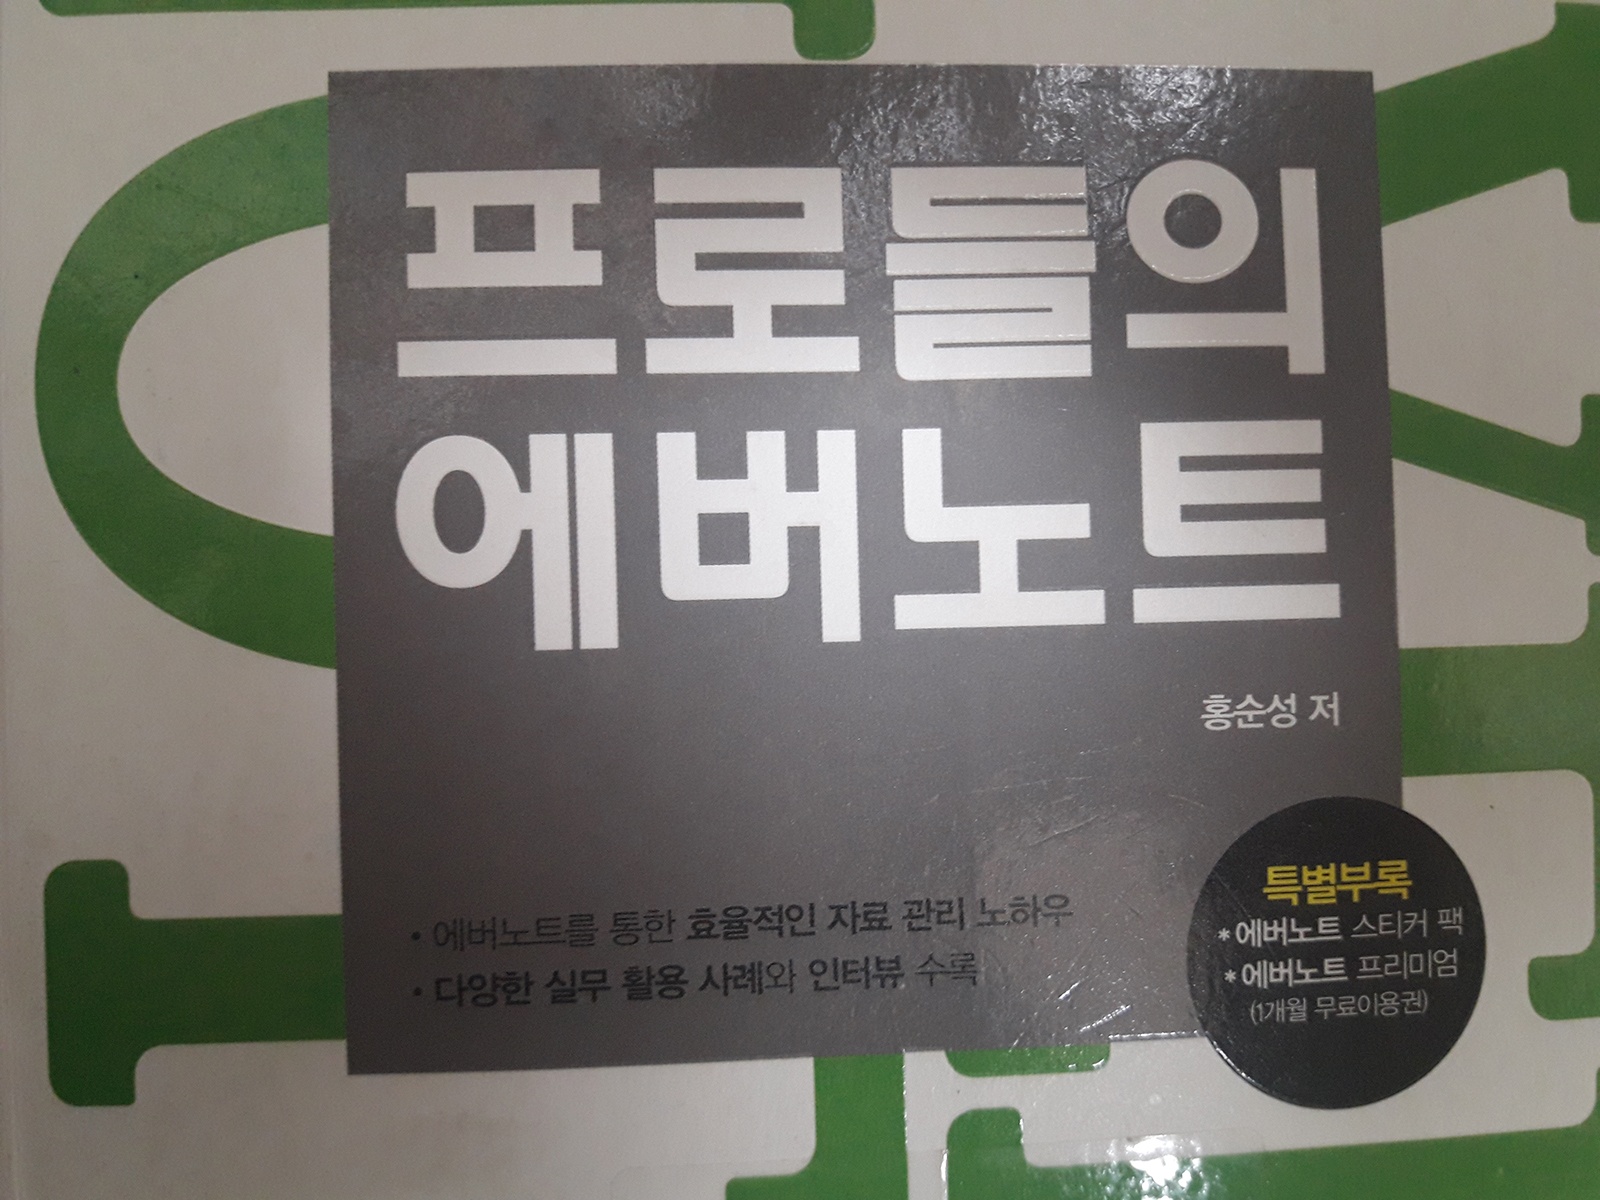 프로들의
에버노트
홍순성 저
• 에버노트를 통한 효율적인 자료 관리 노하우
• 다양한 실무 활용 사례와 인터뷰 수록
특별부록
* 에버노트 스티커 팩
* 에버노트 프리미엄
(1개월 무료이용권)